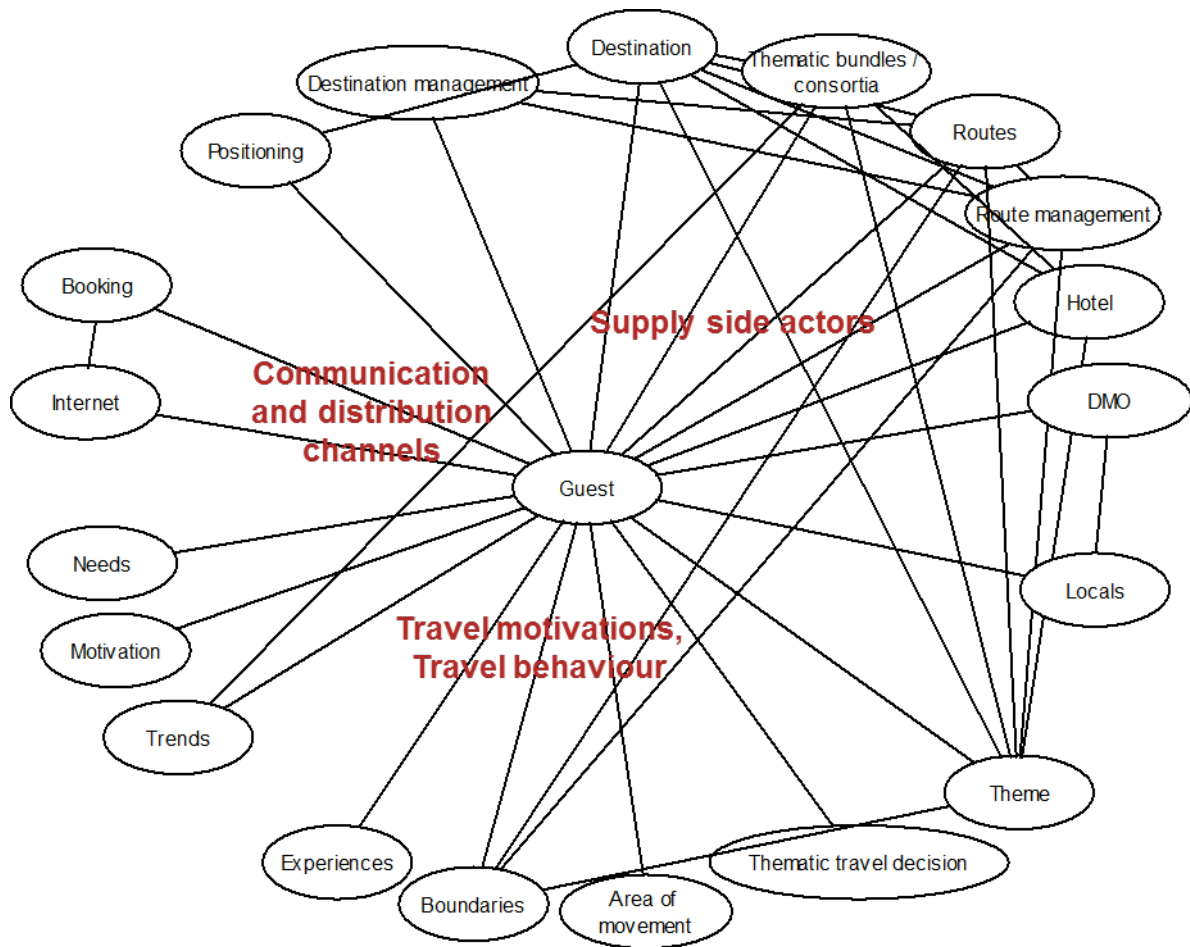 Destination
Thematic bundles /
consortia
Destination management
Routes
Positioning
Route management
Booking
Hotel
Supply side actors
Communication
and distribution
channels
Internet
DMO
Guest
Needs
Locals
Travel motivations,
Travel behaviour
Motivation
Trends
Theme
Experiences
Thematic travel decision
Boundaries
Area of
movement